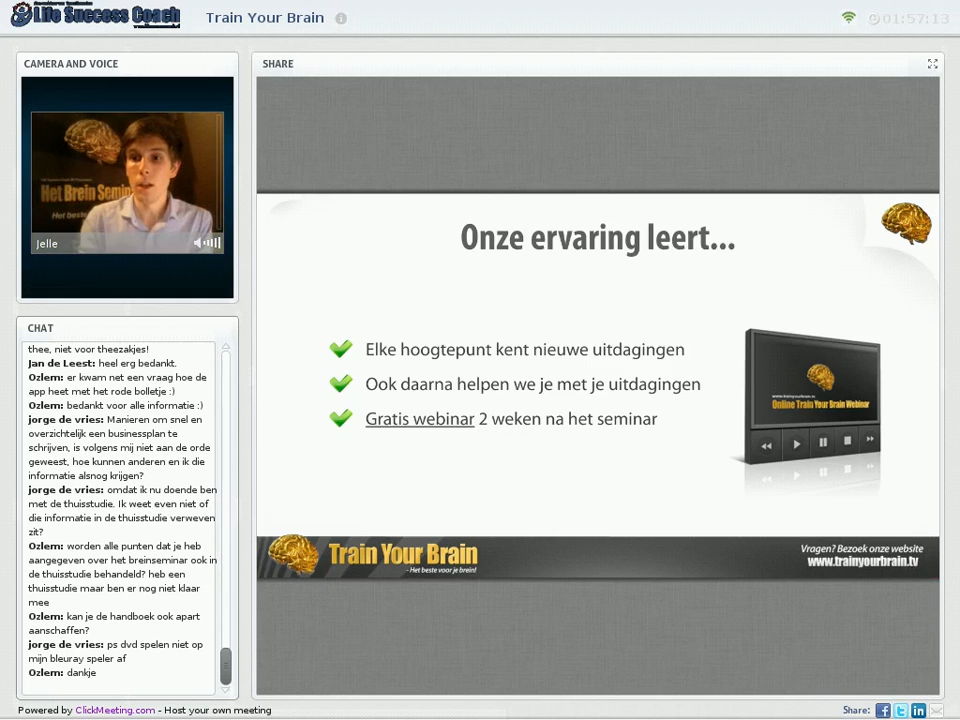 Life Success Coach
Train Your Brain
01:57:13
CAMERA AND VOICE
Het Brein Semin
Het beste
Jelle
CHAT
thee, niet voor theezakjes!
Jan de Leest: heel erg bedankt.
Ozlem: er kwam net een vraag hoe de
app heet met het rode bolletje :)
Ozlem: bedankt voor alle informatie :)
jorge de vries: Manieren om snel en
overzichtelijk een businessplan te
schrijven, is volgens mij niet aan de orde
geweest, hoe kunnen anderen en ik die
informatie alsnog krijgen?
jorge de vries: omdat ik nu doende ben
met de thuisstudie. Ik weet even niet of
die informatie in de thuisstudie verweven
zit?
Ozlem: worden alle punten dat je heb
aangegeven over het breinseminar ook in
de thuisstudie behandeld? heb een
thuisstudie maar ben er nog niet klaar
mee
Ozlem: kan je de handboek ook apart
aanschaffen?
jorge de vries: ps dvd spelen niet op
mijn bleuray speler af
Ozlem: dankje
SHARE
Onze ervaring leert...
Elke hoogtepunt kent nieuwe uitdagingen
Ook daarna helpen we je met je uitdagingen
Gratis webinar 2 weken na het seminar
www.trainyourbrain.tv
Online Train Your Brain Webinar
Train Your Brain
- Het beste voor je brein!
Vragen? Bezoek onze website
www.trainyourbrain.tv
Powered by ClickMeeting.com - Host your own meeting
Share: